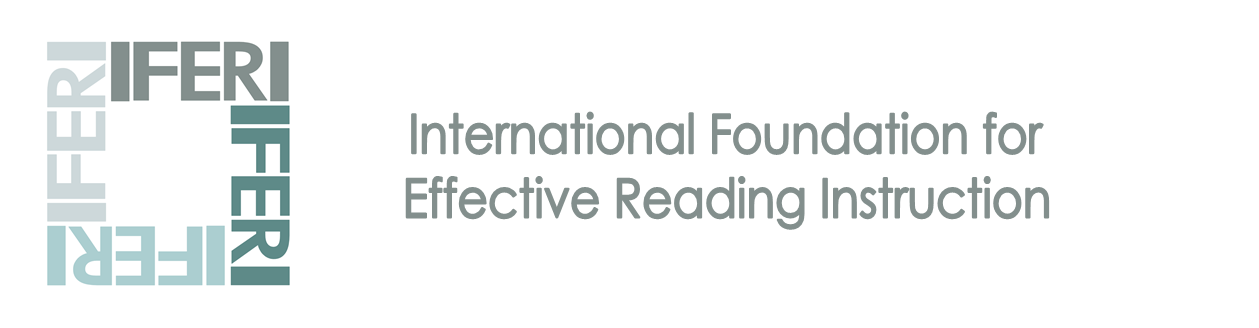 IFERI
IFERI
IFERI
IFERI
International Foundation for
Effective Reading Instruction